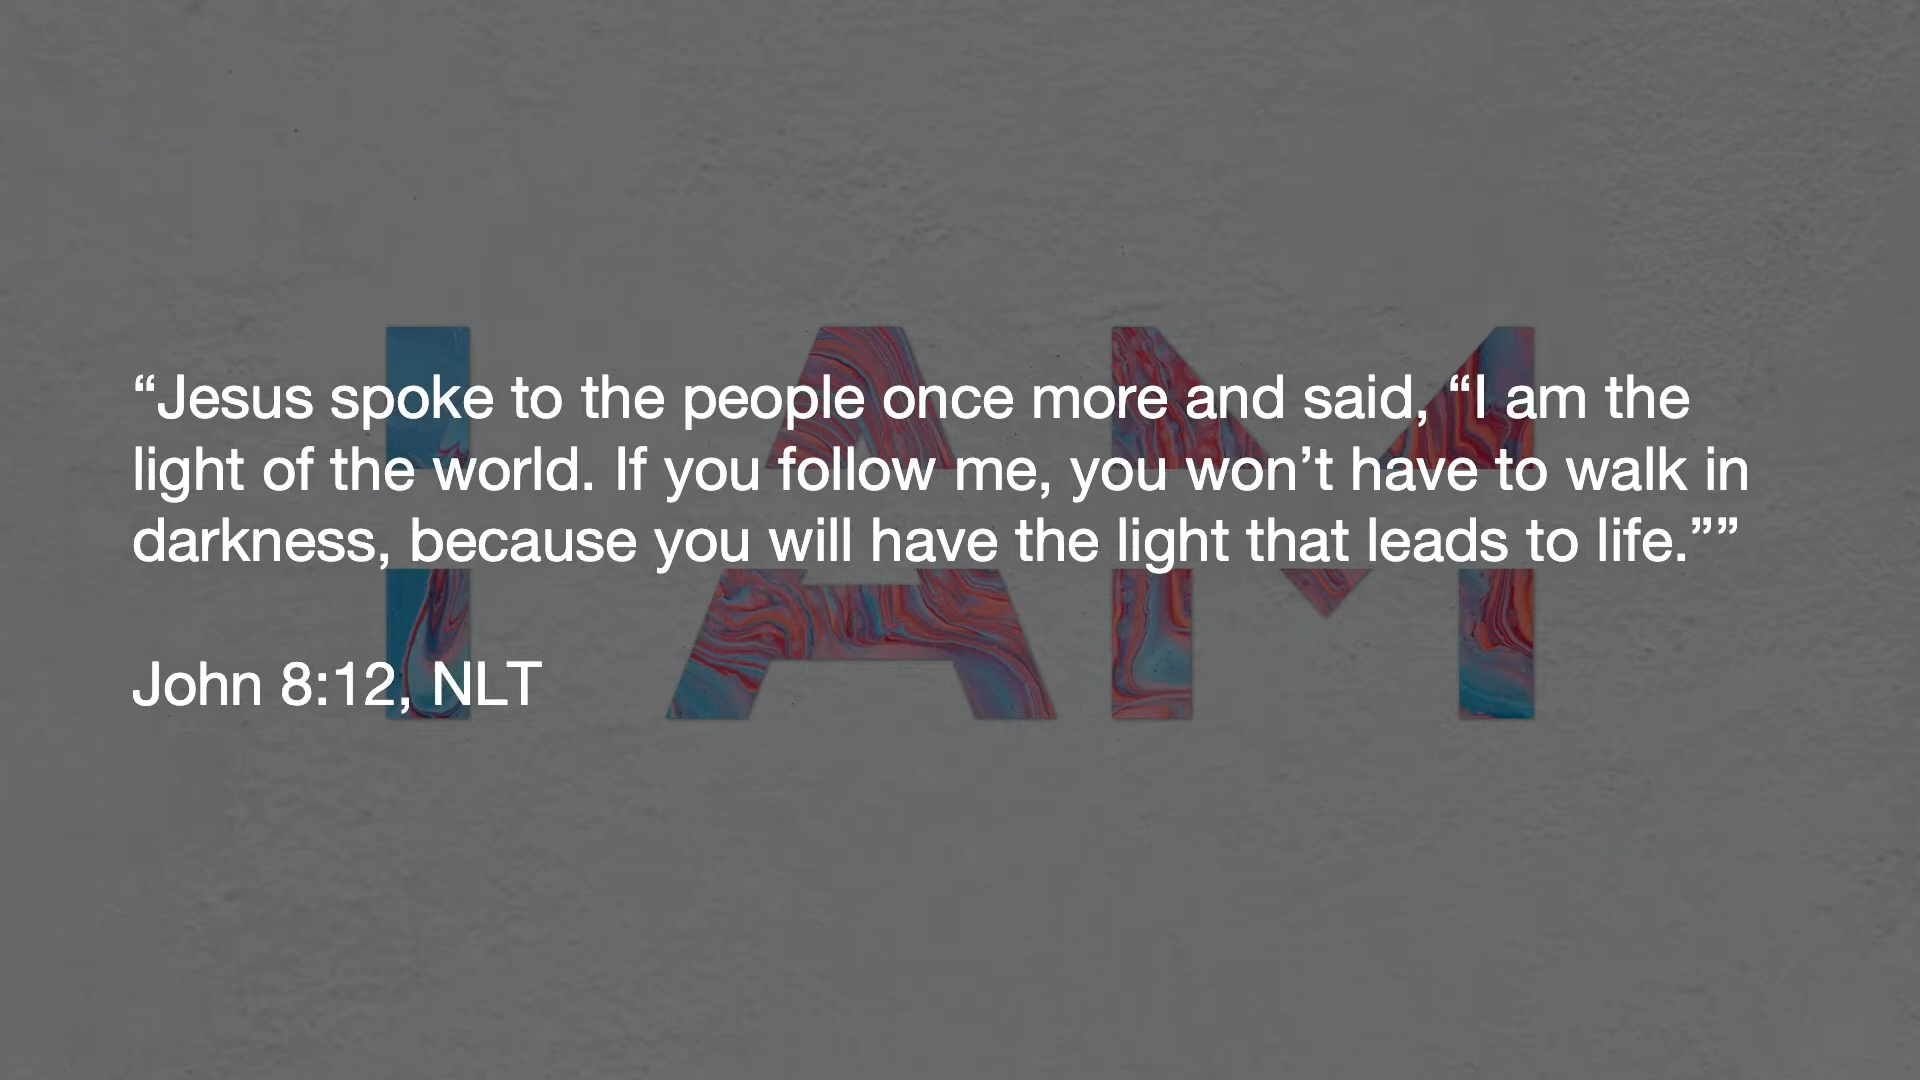 I AM
“Jesus spoke to the people once more and said, “I am the
light of the world. If you follow me, you won’t have to walk in
darkness, because you will have the light that leads to life.””
John 8:12, NLT